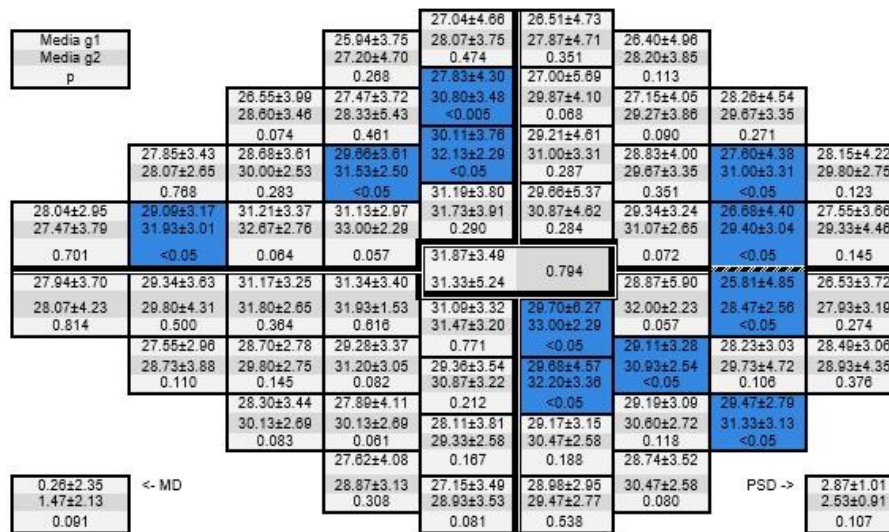 27.04±4.66 26.51±4.73
Media g1 25.94±3.75 28.07±3.75 27.87±4.71 26.40±4.96
Media g2 27.20±4.70 0.474 0.351 28.20±3.85
p 0.268 27.83±4.30 27.00±5.69 0.113
26.55±3.99 27.47±3.72 30.80±3.48 29.87±4.10 27.15±4.05 28.26±4.54
28.60±3.46 28.33±5.43 <0.005 0.068 29.27±3.86 29.67±3.35
0.074 0.461 30.11±3.76 29.21±4.61 0.090 0.271
27.85±3.43 28.68±3.61 29.66±3.61 32.13±2.29 31.00±3.31 28.83±4.00 27.60±4.38 28.15±4.22
28.07±2.65 30.00±2.53 31.53±2.50 <0.05 0.287 29.67±3.35 31.00±3.31 29.80±2.75
0.768 0.283 <0.05 31.19±3.80 29.66±5.37 0.351 <0.05 0.123
28.04±2.95 29.09±3.17 31.21±3.37 31.13±2.97 31.73±3.91 30.87±4.62 29.34±3.24 26.68±4.40 27.55±3.66
27.47±3.79 31.93±3.01 32.67±2.76 33.00±2.29 0.290 0.284 31.07±2.65 29.40±3.04 29.33±4.46
0.701 <0.05 0.064 0.057 31.87±3.49 0.794 0.072 <0.05 0.145
27.94±3.70 29.34±3.63 31.17±3.25 31.34±3.40 31.33±5.24 28.87±5.90 25.81±4.85 26.53±3.72
28.07±4.23 29.80±4.31 31.80±2.65 31.93±1.53 31.09±3.32 29.70±6.27 32.00±2.23 28.47±2.56 27.93±3.19
0.814 0.500 0.364 0.616 31.47±3.20 33.00±2.29 0.057 <0.05 0.274
27.55±2.96 28.70±2.78 29.28±3.37 0.771 <0.05 29.11±3.28 28.23±3.03 28.49±3.06
28.73±3.88 29.80±2.75 31.20±3.05 29.36±3.54 29.68±4.57 30.93±2.54 29.73±4.72 28.93±4.35
0.110 0.145 0.082 30.87±3.22 32.20±3.36 <0.05 0.106 0.376
28.30±3.44 27.89±4.11 0.212 <0.05 29.19±3.09 29.47±2.79
30.13±2.69 30.13±2.69 28.11±3.81 29.17±3.15 30.60±2.72 31.33±3.13
0.083 0.061 29.33±2.58 30.47±2.58 0.118 <0.05
27.62±4.08 0.167 0.188 28.74±3.52
0.26±2.35 <- MD 28.87±3.13 27.15±3.49 28.98±2.95 30.47±2.58 PSD -> 2.87±1.01
1.47±2.13 0.308 28.93±3.53 29.47±2.77 0.080 2.53±0.91
0.091 0.081 0.538 0.107